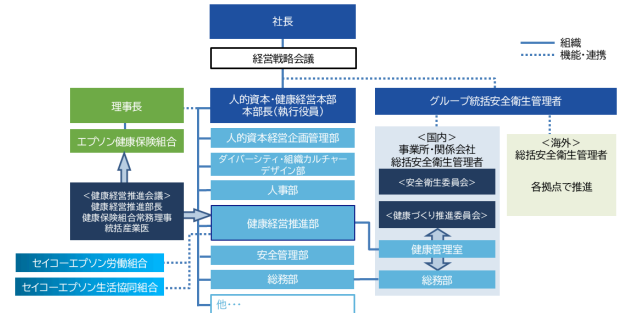 社長
経営戦略会議
組織
機能・連携
理事長
エプソン健康保険組合
人的資本・健康経営本部
本部長(執行役員)
グループ統括安全衛生管理者
人的資本経営企画管理部
ダイバーシティ・組織カルチャー
デザイン部
人事部
健康経営推進部
安全管理部
総務部
他・・・
<健康経営推進会議>
健康経営推進部長
健康保険組合常務理事
統括産業医
セイコーエプソン労働組合
セイコーエプソン生活協同組合
<国内>
事業所・関係会社
総括安全衛生管理者
<安全衛生委員会>
<健康づくり推進委員会>
健康管理室
総務部
<海外>
総括安全衛生管理者
各拠点で推進